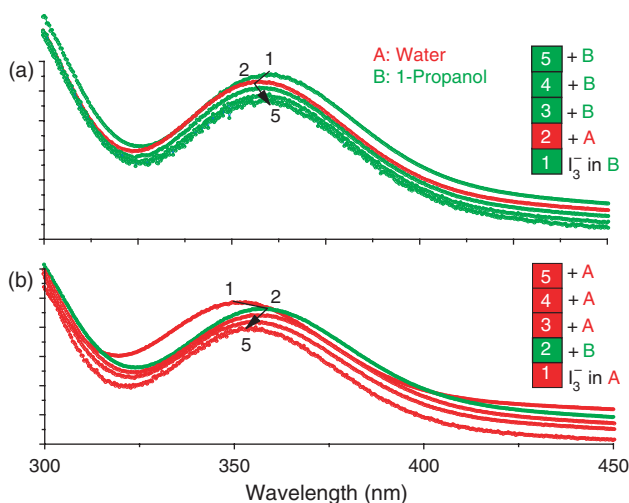 (a)
A: Water
B: 1-Propanol
2
1
5
5 + B
4 + B
3 + B
2 + A
1 I₃⁻ in B
(b)
1
2
5
5 + A
4 + A
3 + A
2 + B
1 I₃⁻ in A
300 350 400 450
Wavelength (nm)